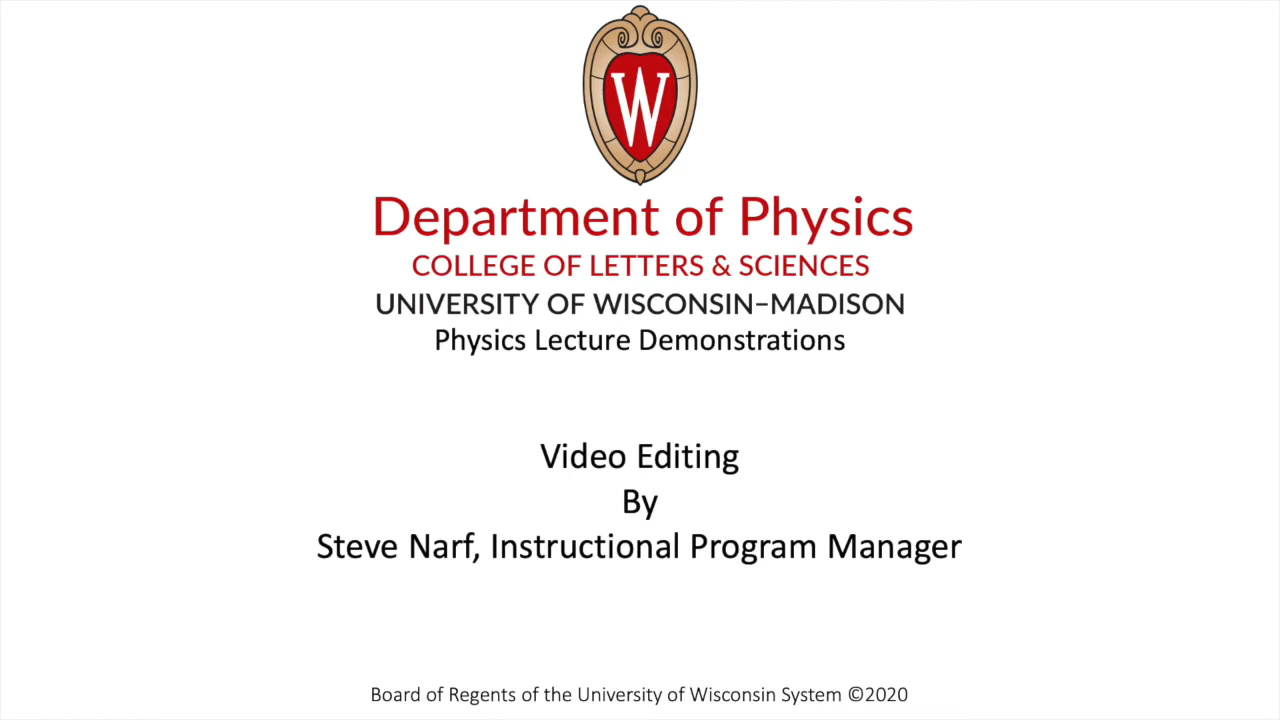 W
Department of Physics
COLLEGE OF LETTERS & SCIENCES
UNIVERSITY OF WISCONSIN–MADISON
Physics Lecture Demonstrations
Video Editing
By
Steve Narf, Instructional Program Manager
Board of Regents of the University of Wisconsin System ©2020